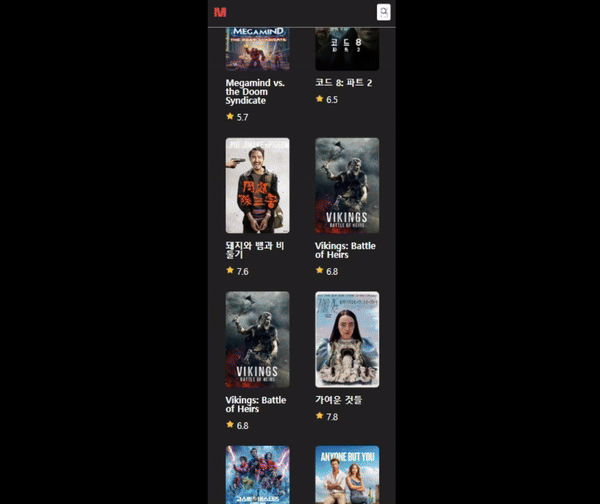 M
MEGAMIND
THE DOOM SYNDICATE
코드 8
파트 2
Megamind vs.
the Doom
Syndicate
5.7
코드 8: 파트 2
6.5
周處除三害
VIKINGS
BATTLE OF HEIRS
돼지와 뱀과 비
둘기
7.6
Vikings: Battle
of Heirs
6.8
VIKINGS
BATTLE OF HEIRS
Vikings: Battle
of Heirs
6.8
가여운 것들
7.8
고스트버스터즈
ANYONE BUT YOU